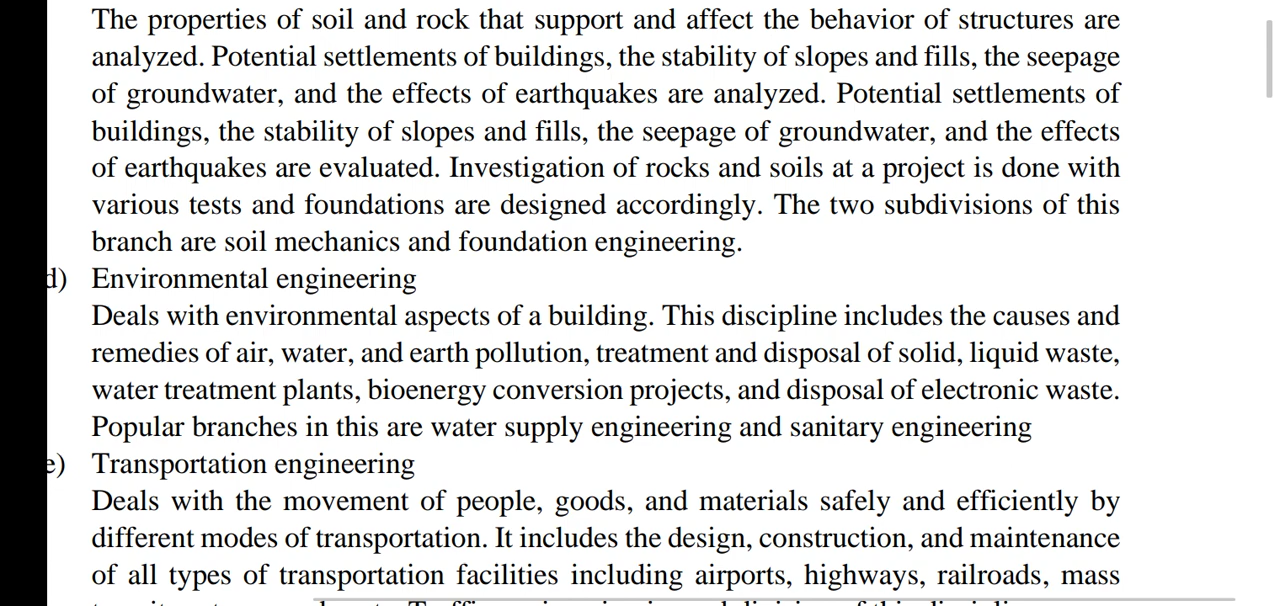 The properties of soil and rock that support and affect the behavior of structures are
analyzed. Potential settlements of buildings, the stability of slopes and fills, the seepage
of groundwater, and the effects of earthquakes are analyzed. Potential settlements of
buildings, the stability of slopes and fills, the seepage of groundwater, and the effects
of earthquakes are evaluated. Investigation of rocks and soils at a project is done with
various tests and foundations are designed accordingly. The two subdivisions of this
branch are soil mechanics and foundation engineering.
d) Environmental engineering
Deals with environmental aspects of a building. This discipline includes the causes and
remedies of air, water, and earth pollution, treatment and disposal of solid, liquid waste,
water treatment plants, bioenergy conversion projects, and disposal of electronic waste.
Popular branches in this are water supply engineering and sanitary engineering
e) Transportation engineering
Deals with the movement of people, goods, and materials safely and efficiently by
different modes of transportation. It includes the design, construction, and maintenance
of all types of transportation facilities including airports, highways, railroads, mass